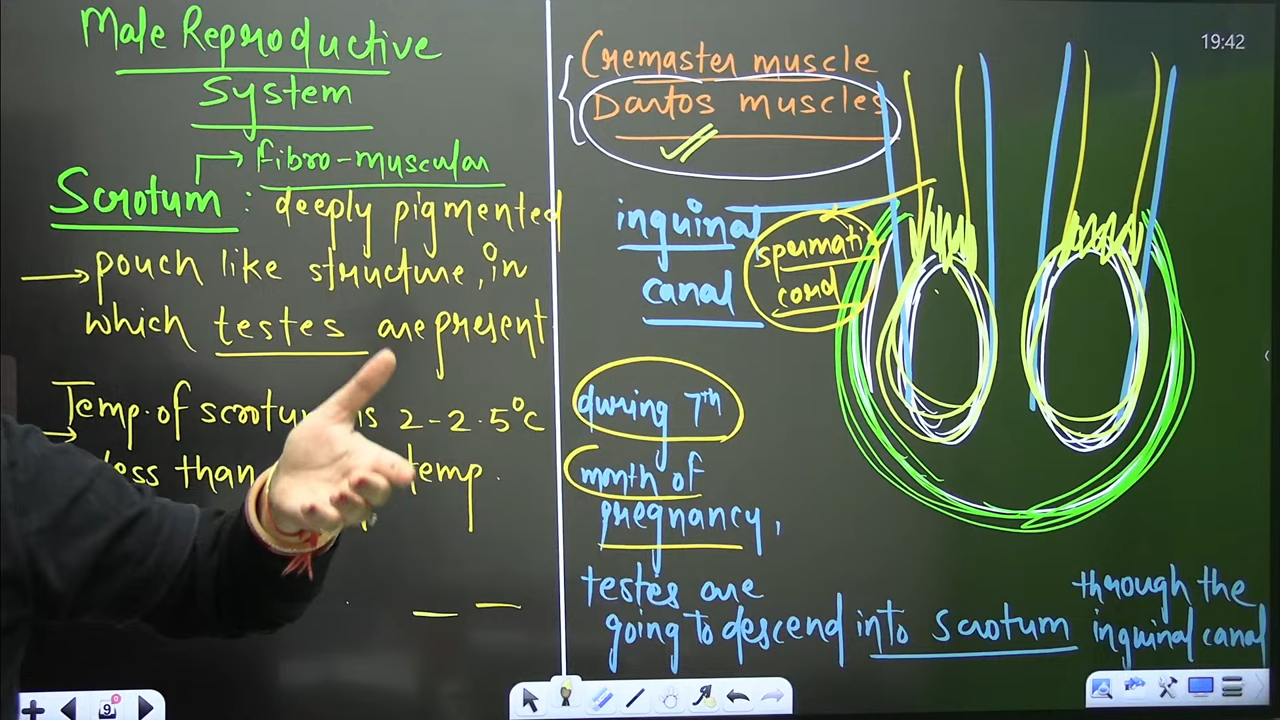 Male Reproductive
System
→ fibro-muscular
Scrotum : deeply pigmented
→ pouch like structure, in
which testes are present
→ Temp. of scrotum is 2-2.5°C
less than temp.
Cremaster muscle
Dartos muscles
inguinal
canal
spermatic
cord
during 7th
month of
pregnancy,
testes are
going to descend into scrotum through the
inguinal canal
19:42
9
0